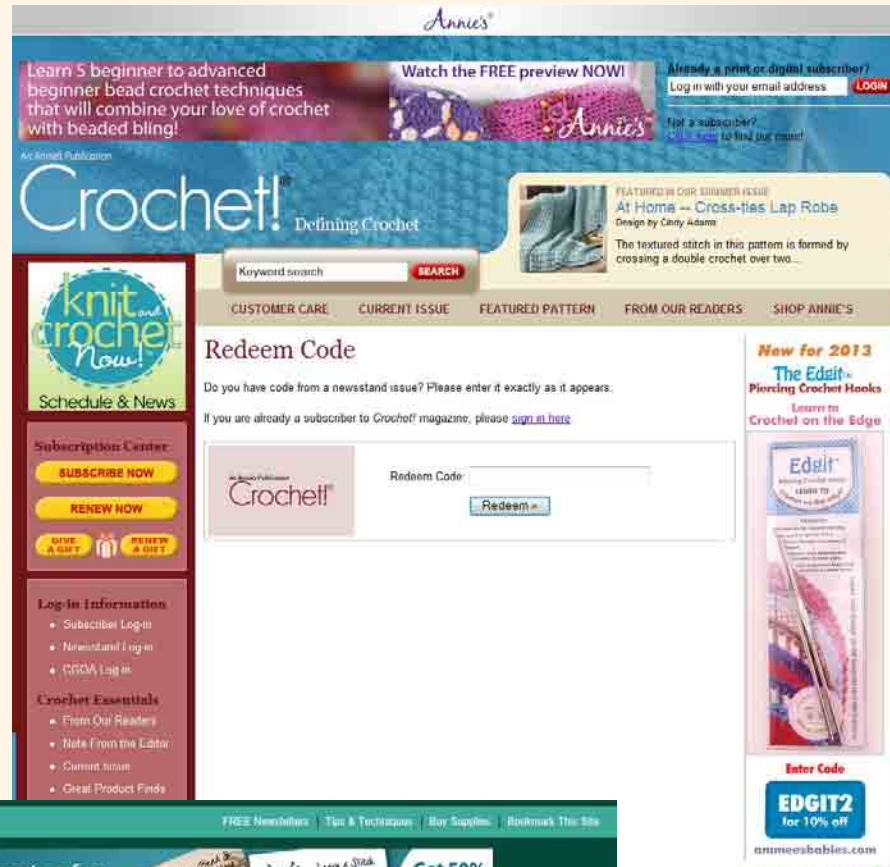 Annie's®
Learn 5 beginner to advanced
beginner bead crochet techniques
that will combine your love of crochet
with beaded bling!
Watch the FREE preview NOW!
Annie's
Already a print or digital subscriber?
Log in with your email address LOGIN
Not a subscriber?
Click here to find out more!
An Annie's Publication
Crochet!® Defining Crochet
FEATURED IN OUR SUMMER ISSUE
At Home -- Cross-ties Lap Robe
Design by Cindy Adams
The textured stitch in this pattern is formed by
crossing a double crochet over two...
Keyword search SEARCH
CUSTOMER CARE CURRENT ISSUE FEATURED PATTERN FROM OUR READERS SHOP ANNIE'S
knit and
crochet
Now!
Schedule & News
Subscription Center
SUBSCRIBE NOW
RENEW NOW
GIVE A GIFT RENEW A GIFT
Log-in Information
Subscriber Log-in
Newsstand Log-in
CGOA Log-in
Crochet Essentials
From Our Readers
Note From the Editor
Current Issue
Great Product Finds
Redeem Code
Do you have code from a newsstand issue? Please enter it exactly as it appears.
If you are already a subscriber to Crochet! magazine, please sign in here
An Annie's Publication
Crochet!®
Redeem Code:
Redeem »
New for 2013
The Edgit™
Piercing Crochet Hooks
Learn to
Crochet on the Edge
Edgit™
LEARN TO
Enter Code
EDGIT2
for 10% off
ammeesbabies.com
FREE Newsletters | Tips & Techniques | Buy Supplies | Bookmark This Site
Get 50%